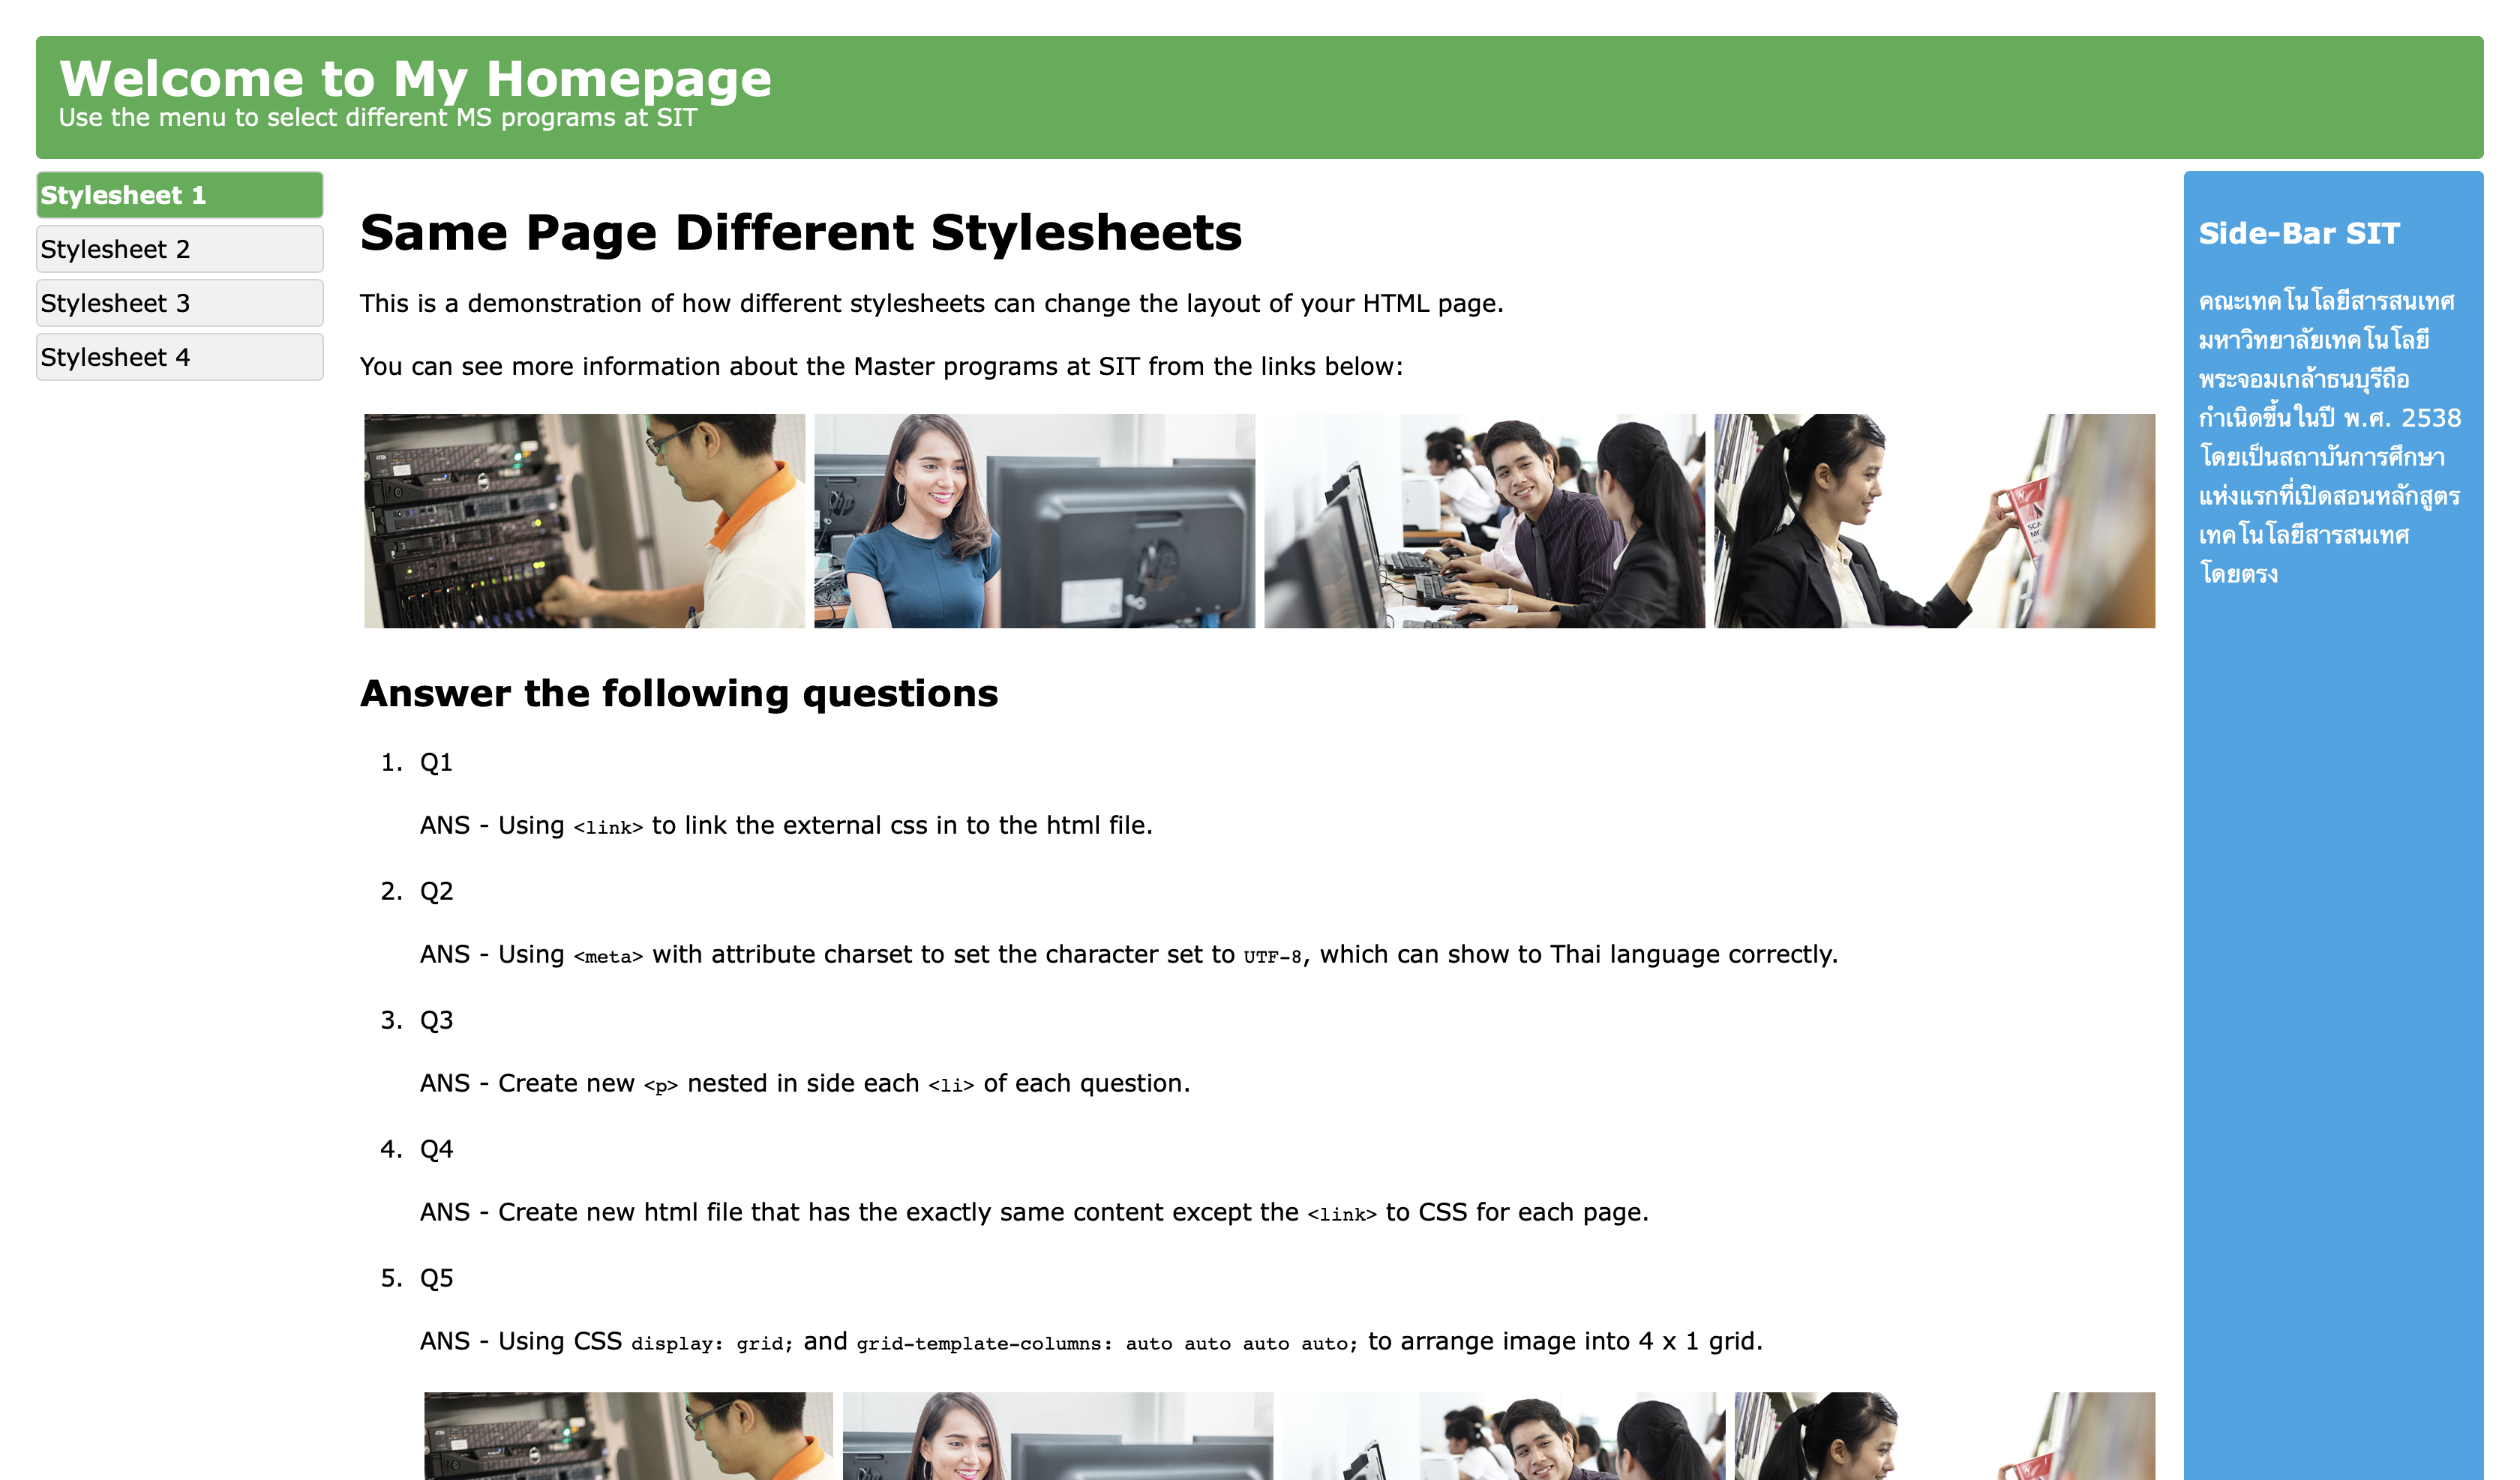 Welcome to My Homepage
Use the menu to select different MS programs at SIT
Stylesheet 1
Stylesheet 2
Stylesheet 3
Stylesheet 4
Same Page Different Stylesheets
This is a demonstration of how different stylesheets can change the layout of your HTML page.
You can see more information about the Master programs at SIT from the links below:
Answer the following questions
1. Q1
ANS - Using <link> to link the external css in to the html file.
2. Q2
ANS - Using <meta> with attribute charset to set the character set to UTF-8, which can show to Thai language correctly.
3. Q3
ANS - Create new <p> nested in side each <li> of each question.
4. Q4
ANS - Create new html file that has the exactly same content except the <link> to CSS for each page.
5. Q5
ANS - Using CSS display: grid; and grid-template-columns: auto auto auto auto; to arrange image into 4 x 1 grid.
Side-Bar SIT
คณะเทคโนโลยีสารสนเทศ
มหาวิทยาลัยเทคโนโลยี
พระจอมเกล้าธนบุรีถือ
กำเนิดขึ้นในปี พ.ศ. 2538
โดยเป็นสถาบันการศึกษา
แห่งแรกที่เปิดสอนหลักสูตร
เทคโนโลยีสารสนเทศ
โดยตรง